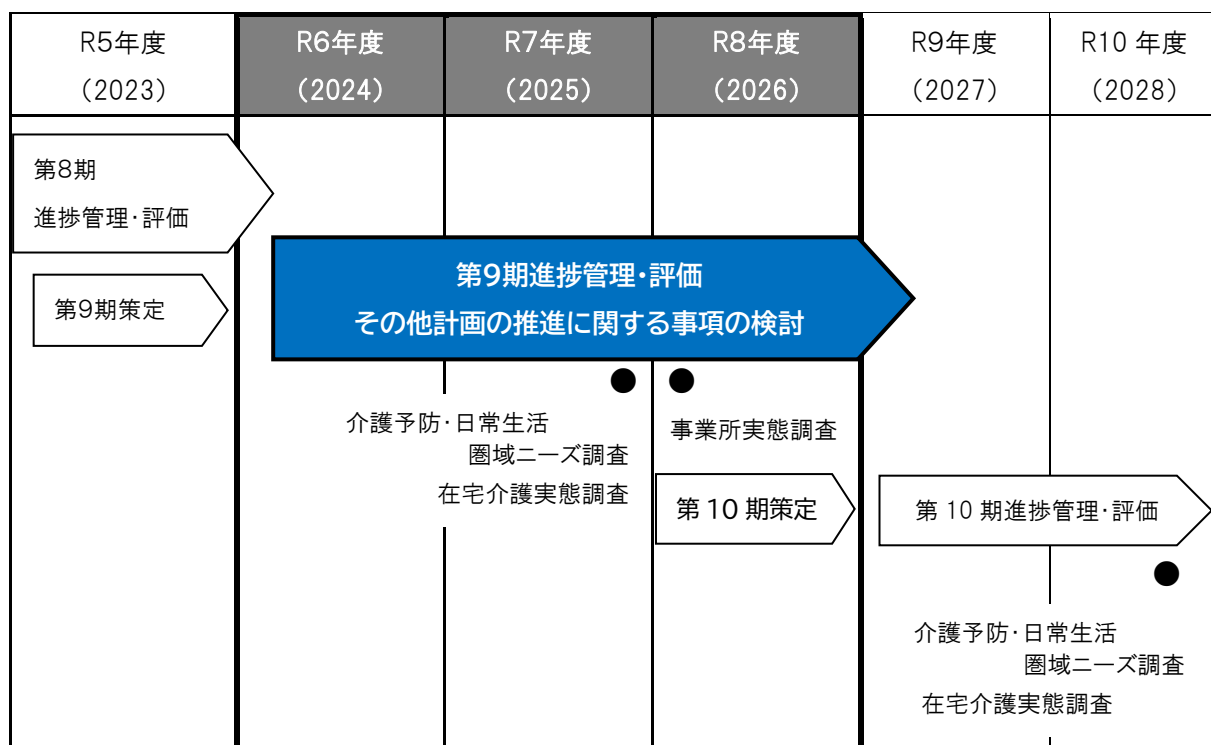 R5年度
(2023)
R6年度
(2024)
R7年度
(2025)
R8年度
(2026)
R9年度
(2027)
R10 年度
(2028)
第8期
進捗管理・評価
第9期策定
第9期進捗管理・評価
その他計画の推進に関する事項の検討
介護予防・日常生活
圏域ニーズ調査
在宅介護実態調査
事業所実態調査
第 10 期策定
第 10 期進捗管理・評価
介護予防・日常生活
圏域ニーズ調査
在宅介護実態調査